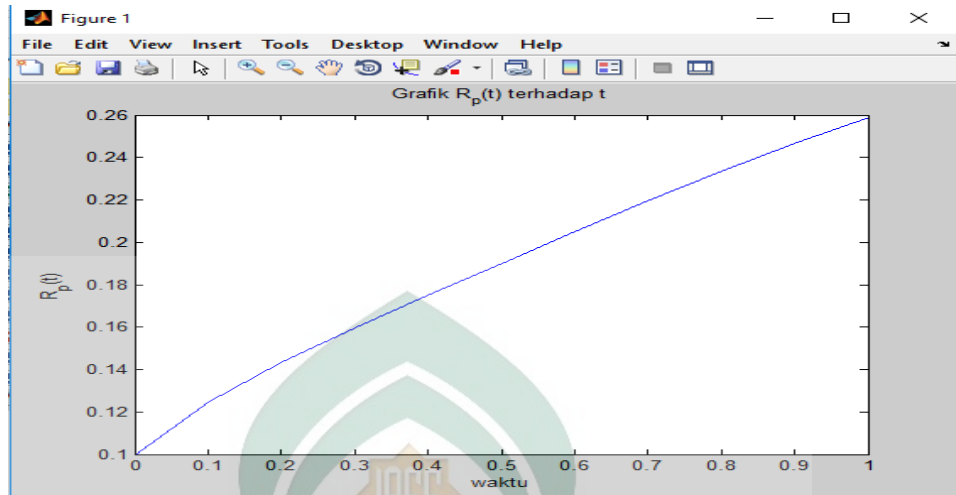 Figure 1
File Edit View Insert Tools Desktop Window Help
Grafik Rp(t) terhadap t
0.26
0.24
0.22
0.2
0.18
0.16
0.14
0.12
0.1
Rp(t)
0 0.1 0.2 0.3 0.4 0.5 0.6 0.7 0.8 0.9 1
waktu